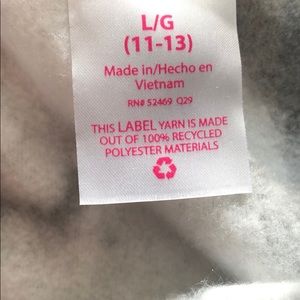 L/G
(11-13)
Made in/Hecho en
Vietnam
RN# 52469 Q29
THIS LABEL YARN IS MADE
OUT OF 100% RECYCLED
POLYESTER MATERIALS